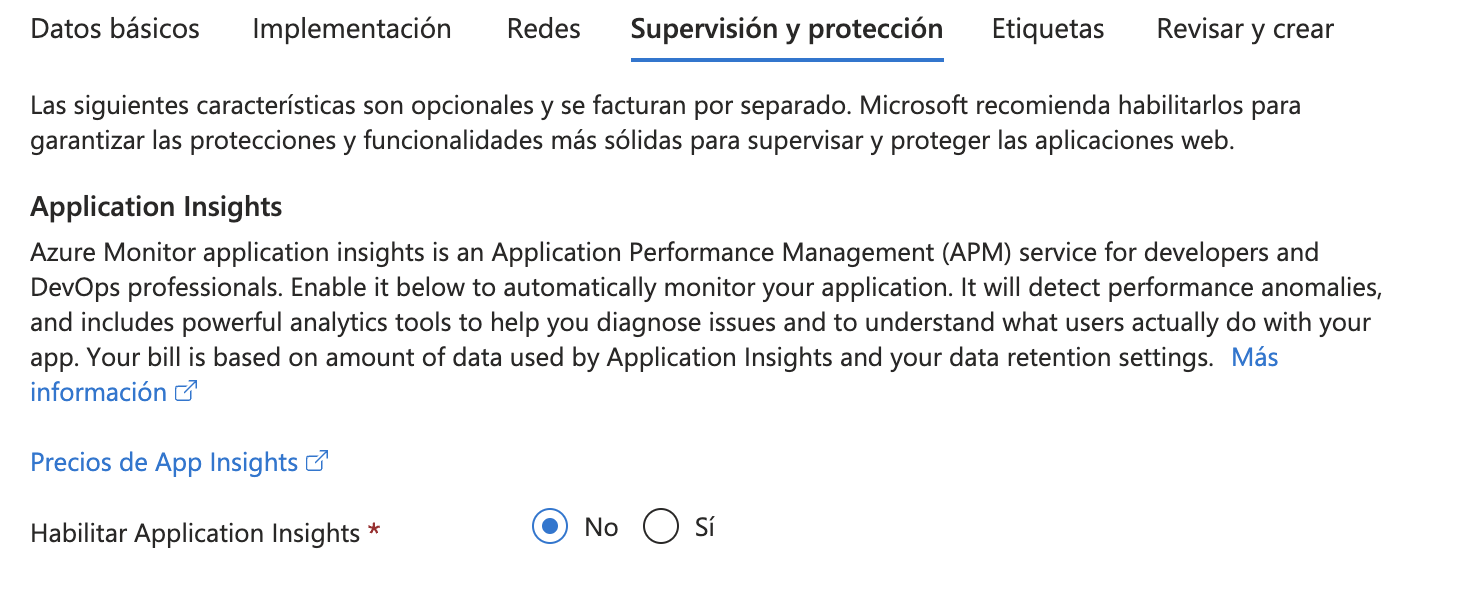 Datos básicos Implementación Redes Supervisión y protección Etiquetas Revisar y crear
Las siguientes características son opcionales y se facturan por separado. Microsoft recomienda habilitarlos para
garantizar las protecciones y funcionalidades más sólidas para supervisar y proteger las aplicaciones web.
Application Insights
Azure Monitor application insights is an Application Performance Management (APM) service for developers and
DevOps professionals. Enable it below to automatically monitor your application. It will detect performance anomalies,
and includes powerful analytics tools to help you diagnose issues and to understand what users actually do with your
app. Your bill is based on amount of data used by Application Insights and your data retention settings. Más
información
Precios de App Insights
Habilitar Application Insights * No Sí